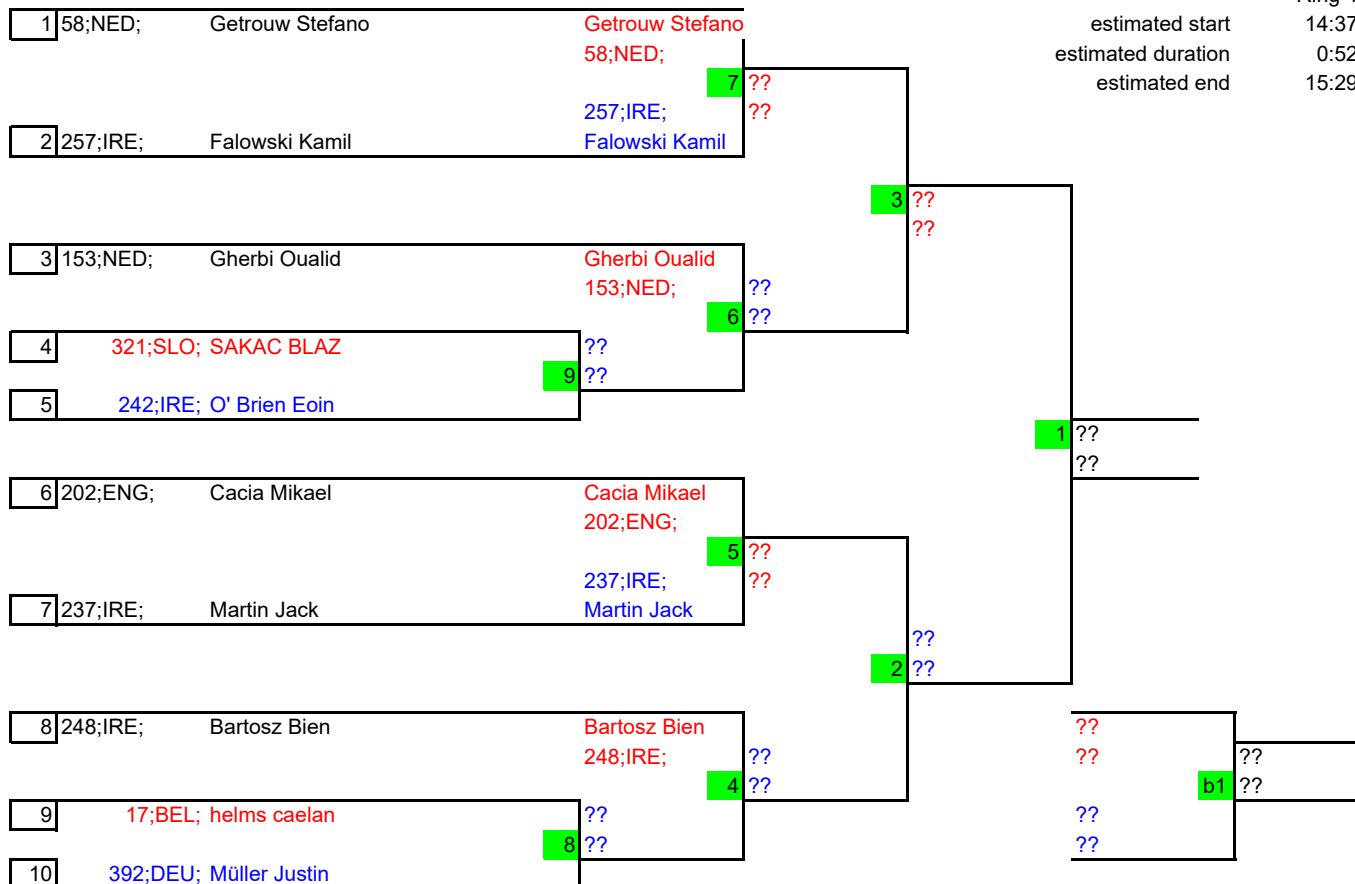 1 58;NED; Getrouw Stefano Getrouw Stefano estimated start 14:37
58;NED; estimated duration 0:52
7 ?? estimated end 15:29
257;IRE; ??
2 257;IRE; Falowski Kamil Falowski Kamil
3 ??
??
3 153;NED; Gherbi Oualid Gherbi Oualid
153;NED; ??
6 ??
4 321;SLO; SAKAC BLAZ ??
9 ??
5 242;IRE; O' Brien Eoin
1 ??
??
6 202;ENG; Cacia Mikael Cacia Mikael
202;ENG;
5 ??
237;IRE; ??
7 237;IRE; Martin Jack Martin Jack
??
2 ??
8 248;IRE; Bartosz Bien Bartosz Bien ??
248;IRE; ?? ?? ??
4 ?? b1 ??
9 17;BEL; helms caelan ?? ??
8 ?? ??
10 392;DEU; Müller Justin